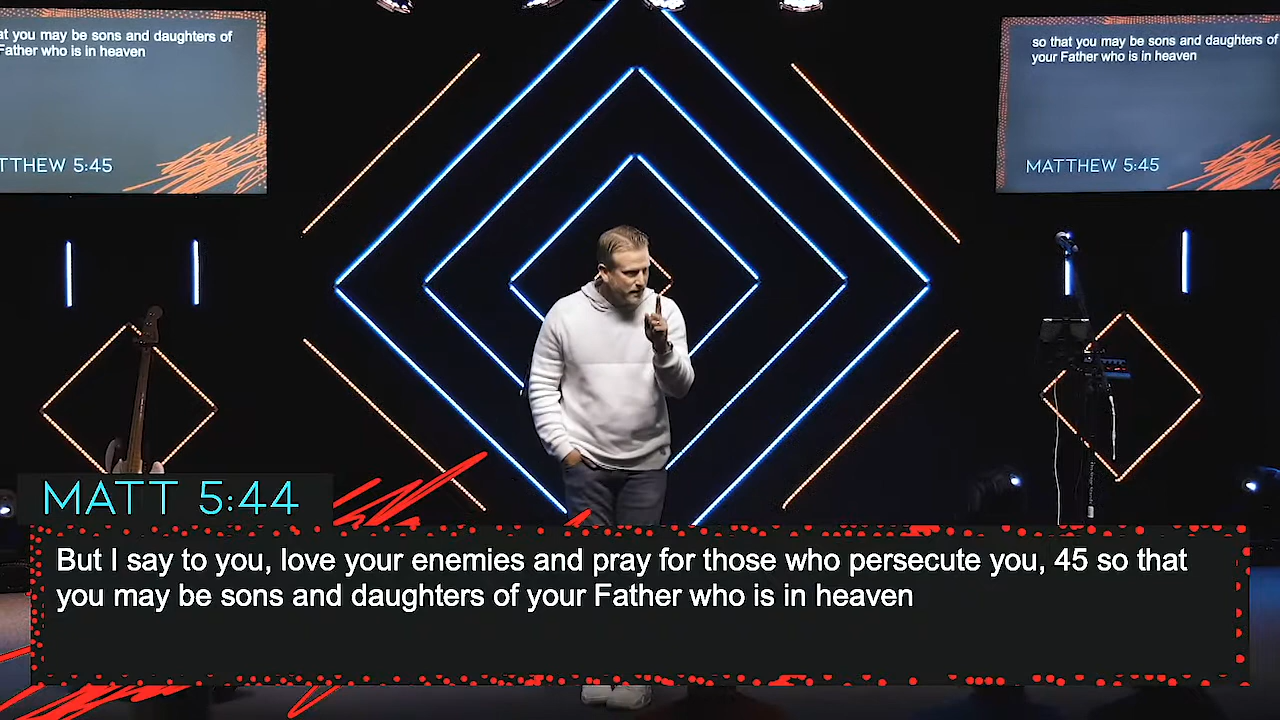 at you may be sons and daughters of
Father who is in heaven
TTHEW 5:45
so that you may be sons and daughters of
your Father who is in heaven
MATTHEW 5:45
MATT 5:44
But I say to you, love your enemies and pray for those who persecute you, 45 so that
you may be sons and daughters of your Father who is in heaven